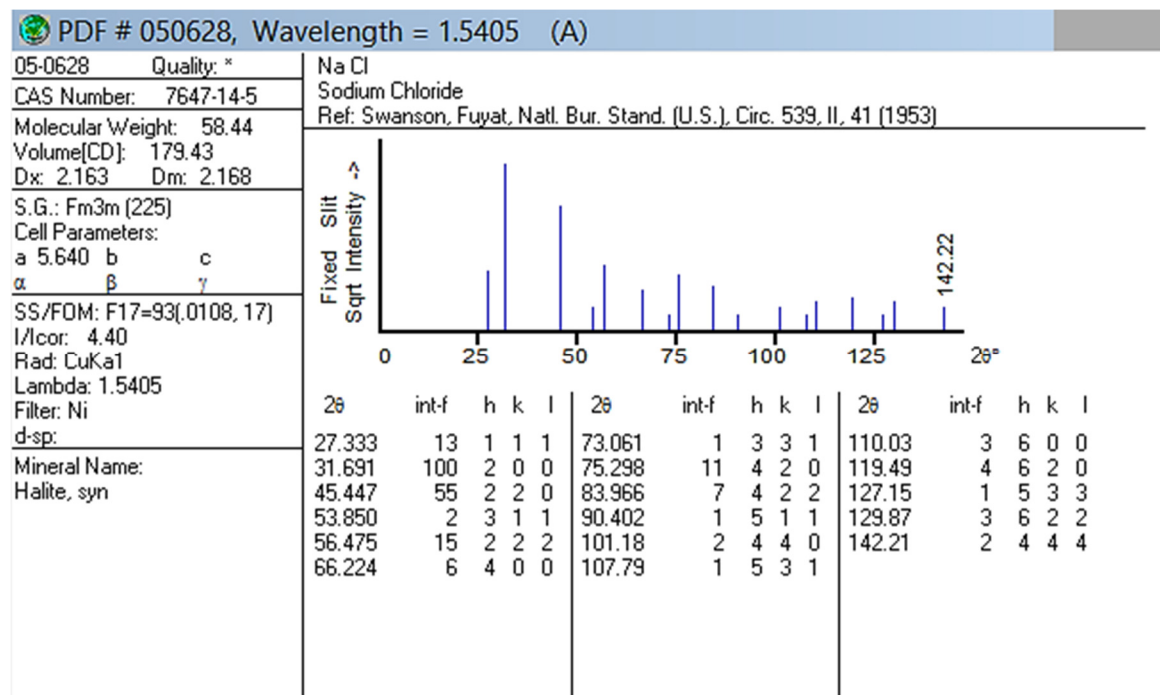 PDF # 050628, Wavelength = 1.5405 (A)
05-0628 Quality: *
CAS Number: 7647-14-5
Molecular Weight: 58.44
Volume[CD]: 179.43
Dx: 2.163 Dm: 2.168
S.G.: Fm3m (225)
Cell Parameters:
a 5.640 b c
α β γ
SS/FOM: F17=93(.0108, 17)
I/Icor: 4.40
Rad: CuKa1
Lambda: 1.5405
Filter: Ni
d-sp:
Mineral Name:
Halite, syn
Na Cl
Sodium Chloride
Ref: Swanson, Fuyat, Natl. Bur. Stand. (U.S.), Circ. 539, II, 41 (1953)
Fixed Slit
Sqrt Intensity ->
142.22
0 25 50 75 100 125 2θ°
2θ int-f h k l
27.333 13 1 1 1
31.691 100 2 0 0
45.447 55 2 2 0
53.850 2 3 1 1
56.475 15 2 2 2
66.224 6 4 0 0
2θ int-f h k l
73.061 1 3 3 1
75.298 11 4 2 0
83.966 7 4 2 2
90.402 1 5 1 1
101.18 2 4 4 0
107.79 1 5 3 1
2θ int-f h k l
110.03 3 6 0 0
119.49 4 6 2 0
127.15 1 5 3 3
129.87 3 6 2 2
142.21 2 4 4 4